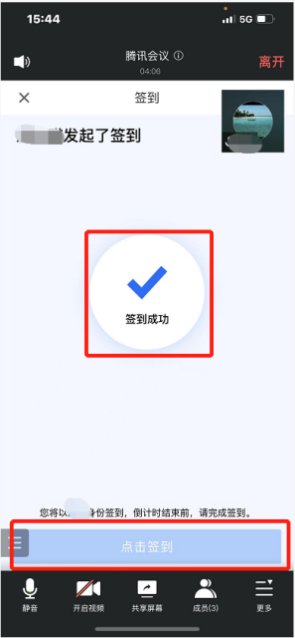 15:44
5G
腾讯会议
04:06
离开
签到
发起了签到
签到成功
您将以 身份签到，倒计时结束前，请完成签到。
点击签到
静音
开启视频
共享屏幕
成员(3)
更多